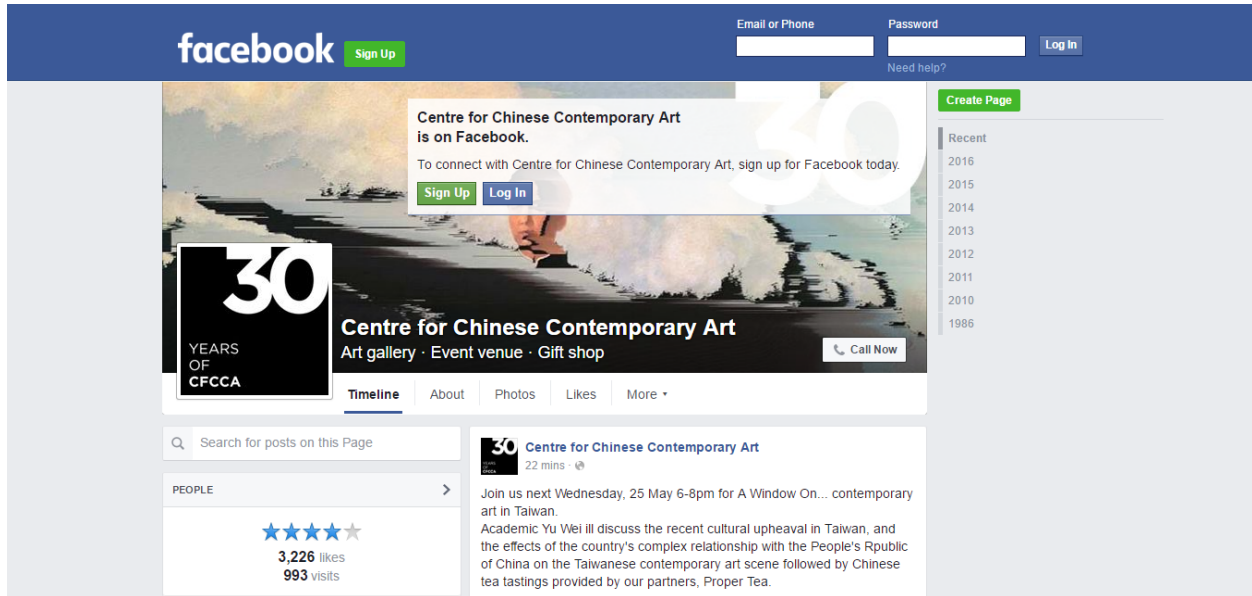 facebook
Sign Up
Email or Phone
Password
Log In
Need help?
30
Centre for Chinese Contemporary Art
is on Facebook.
To connect with Centre for Chinese Contemporary Art, sign up for Facebook today.
Sign Up
Log In
Create Page
Recent
2016
2015
2014
2013
2012
2011
2010
1986
30
YEARS
OF
CFCCA
Centre for Chinese Contemporary Art
Art gallery · Event venue · Gift shop
Call Now
Timeline
About
Photos
Likes
More
Search for posts on this Page
PEOPLE
3,226 likes
993 visits
30
YEARS
OF
CFCCA
Centre for Chinese Contemporary Art
22 mins ·
Join us next Wednesday, 25 May 6-8pm for A Window On... contemporary
art in Taiwan.
Academic Yu Wei ill discuss the recent cultural upheaval in Taiwan, and
the effects of the country's complex relationship with the People's Rpublic
of China on the Taiwanese contemporary art scene followed by Chinese
tea tastings provided by our partners, Proper Tea.